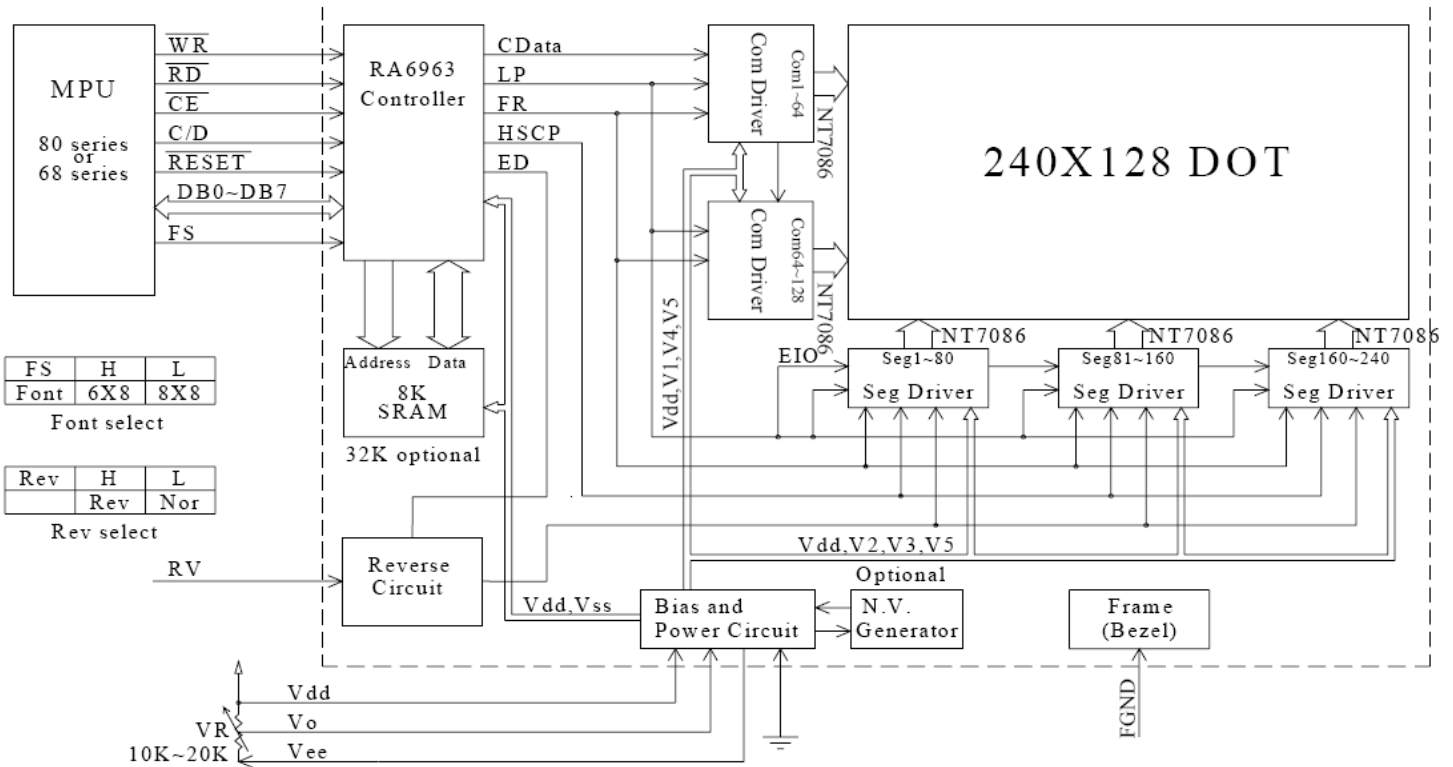 MPU
80 series
or
68 series
WR
RD
CE
C/D
RESET
DB0~DB7
FS
RA6963
Controller
CData
LP
FR
HSCP
ED
Com Driver
Com1~64
NT7086
Com Driver
Com64~128
NT7086
240X128 DOT
Address Data
8K
SRAM
32K optional
Vdd,V1,V4,V5
EIO
NT7086
NT7086
NT7086
Seg1~80
Seg Driver
Seg81~160
Seg Driver
Seg160~240
Seg Driver
FS H L
Font 6X8 8X8
Font select
Rev H L
Rev Nor
Rev select
RV
Reverse
Circuit
Vdd,V2,V3,V5
Vdd,Vss
Bias and
Power Circuit
Optional
N.V.
Generator
Frame
(Bezel)
FGND
Vdd
VR
Vo
10K~20K
Vee